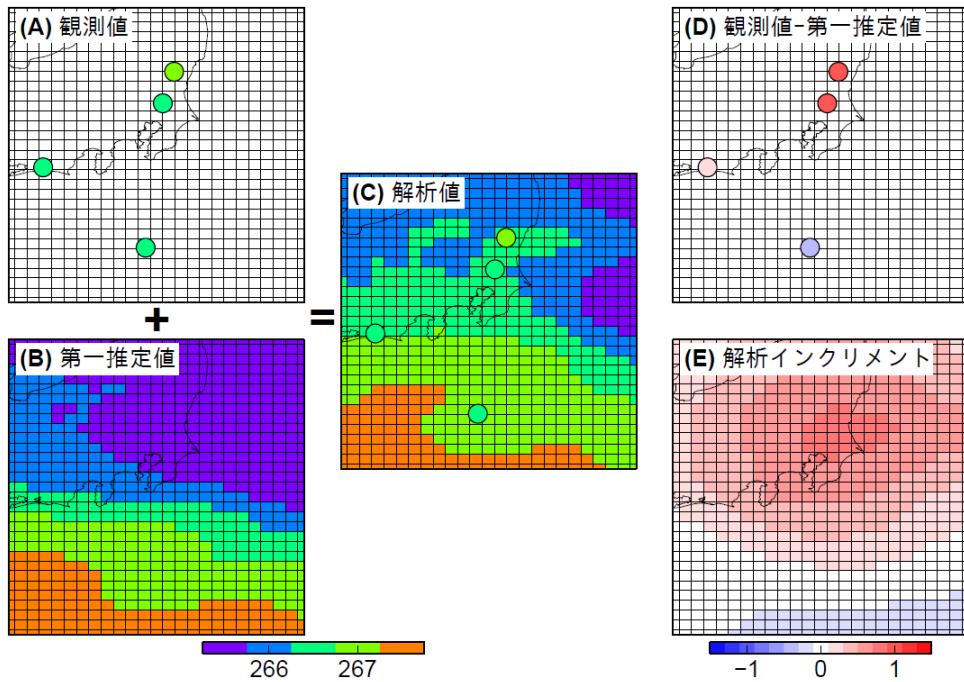 (A) 観測値
(D) 観測値-第一推定値
(C) 解析値
+
=
(B) 第一推定値
(E) 解析インクリメント
266 267
−1 0 1